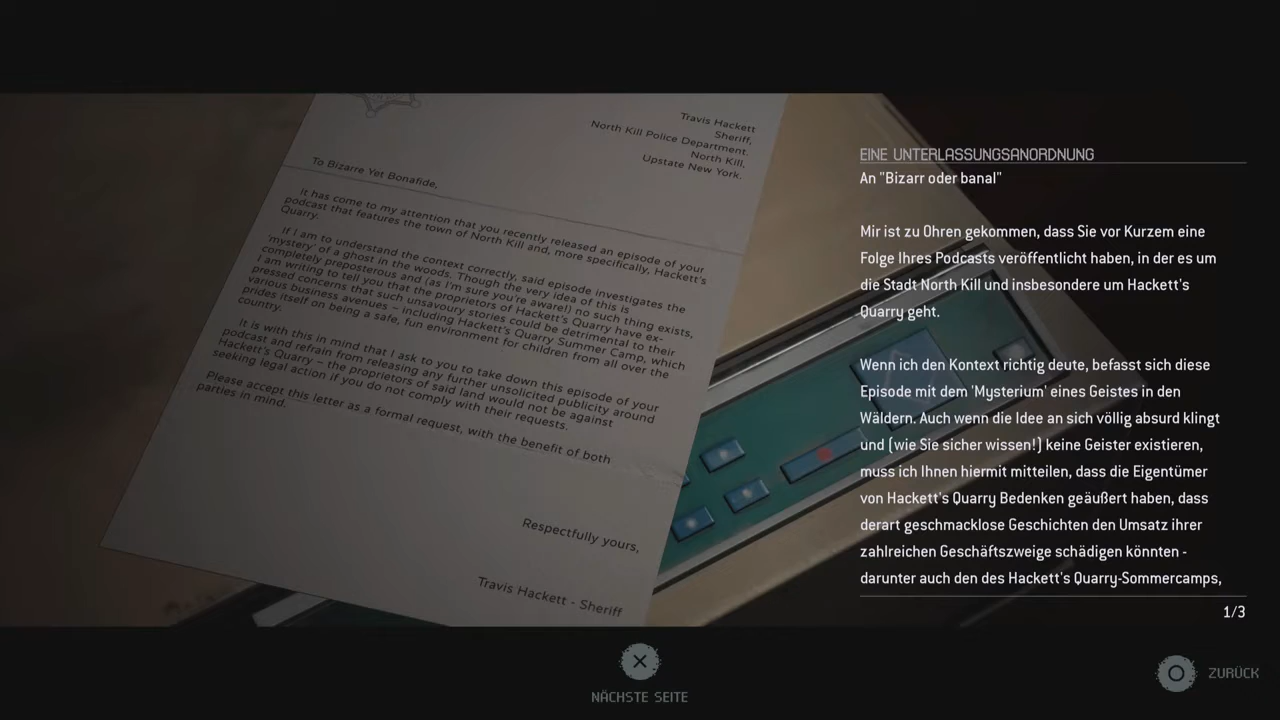 Travis Hackett
Sheriff,
North Kill Police Department.
North Kill,
Upstate New York.
To Bizarre Yet Bonafide,
It has come to my attention that you recently released an episode of your
podcast that features the town of North Kill and, more specifically, Hackett's
Quarry.
If I am to understand the context correctly, said episode investigates the
'mystery' of a ghost in the woods. Though the very idea of this is
completely preposterous and (as I'm sure you're aware!) no such thing exists,
I am writing to tell you that the proprietors of Hackett's Quarry have ex-
pressed concerns that such unsavoury stories could be detrimental to their
various business avenues – including Hackett's Quarry Summer Camp, which
prides itself on being a safe, fun environment for children from all over the
country.
It is with this in mind that I ask to you to take down this episode of your
podcast and refrain from releasing any further unsolicited publicity around
Hackett's Quarry – the proprietors of said land would not be against
seeking legal action if you do not comply with their requests.
Please accept this letter as a formal request, with the benefit of both
parties in mind.
Respectfully yours,
Travis Hackett - Sheriff
EINE UNTERLASSUNGSANORDNUNG
An "Bizarr oder banal"
Mir ist zu Ohren gekommen, dass Sie vor Kurzem eine
Folge Ihres Podcasts veröffentlicht haben, in der es um
die Stadt North Kill und insbesondere um Hackett's
Quarry geht.
Wenn ich den Kontext richtig deute, befasst sich diese
Episode mit dem 'Mysterium' eines Geistes in den
Wäldern. Auch wenn die Idee an sich völlig absurd klingt
und (wie Sie sicher wissen!) keine Geister existieren,
muss ich Ihnen hiermit mitteilen, dass die Eigentümer
von Hackett's Quarry Bedenken geäußert haben, dass
derart geschmacklose Geschichten den Umsatz ihrer
zahlreichen Geschäftszweige schädigen könnten -
darunter auch den des Hackett's Quarry-Sommercamps,
1/3
NÄCHSTE SEITE
ZURÜCK